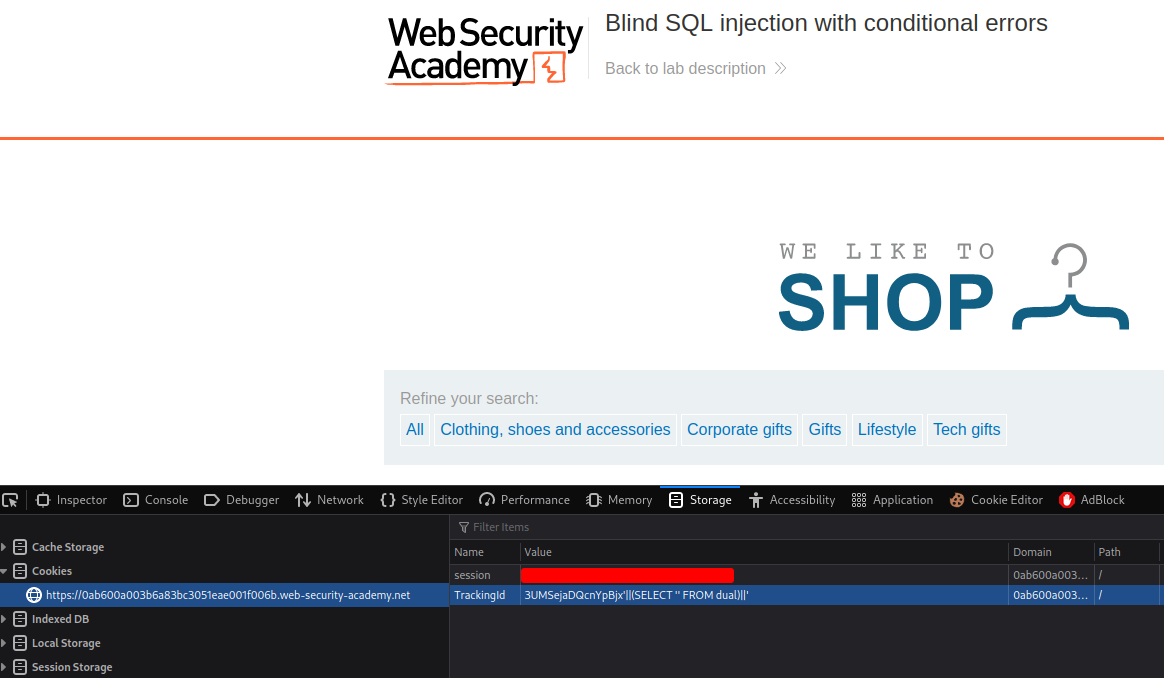 Web Security
Academy
Blind SQL injection with conditional errors
Back to lab description
WE LIKE TO
SHOP
Refine your search:
All Clothing, shoes and accessories Corporate gifts Gifts Lifestyle Tech gifts
Inspector Console Debugger Network Style Editor Performance Memory Storage Accessibility Application Cookie Editor AdBlock
Filter Items
Cache Storage
Name Value Domain Path
Cookies
session 0ab600a003... /
https://0ab600a003b6a83bc3051eae001f006b.web-security-academy.net
TrackingId 3UMSejaDQcnYpBjx'||(SELECT '' FROM dual)||' 0ab600a003... /
Indexed DB
Local Storage
Session Storage